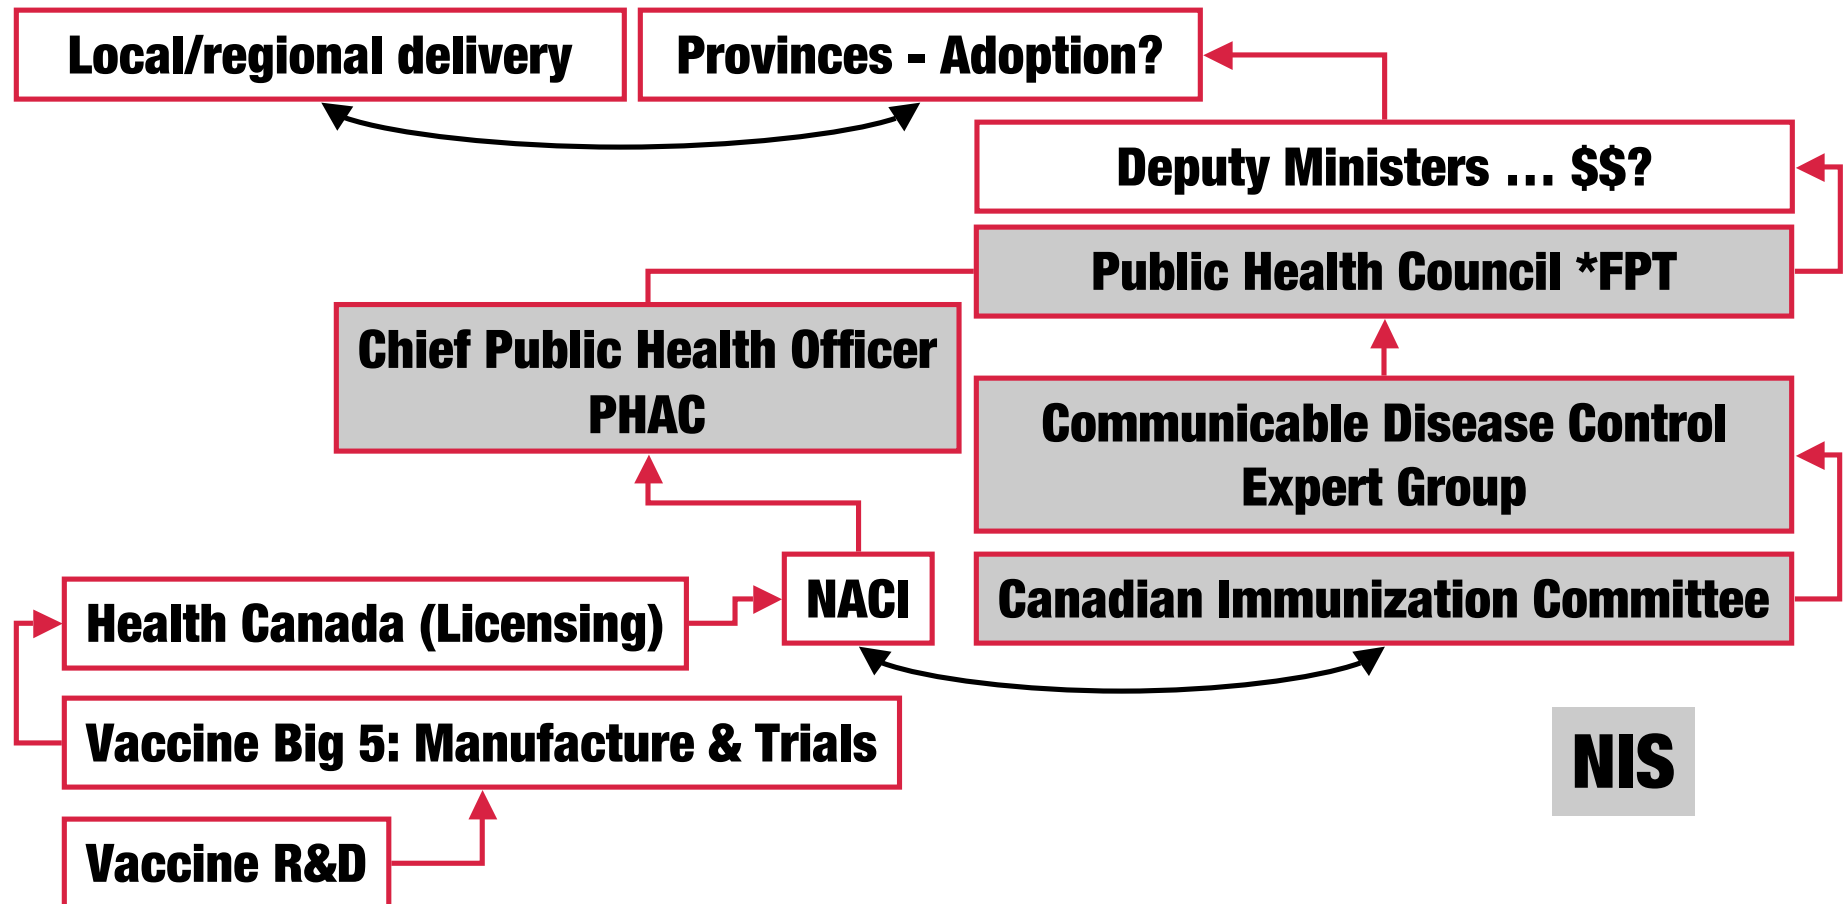 Local/regional delivery
Provinces - Adoption?
Deputy Ministers ... $$?
Public Health Council *FPT
Chief Public Health Officer
PHAC
Communicable Disease Control
Expert Group
NACI
Canadian Immunization Committee
Health Canada (Licensing)
Vaccine Big 5: Manufacture & Trials
NIS
Vaccine R&D